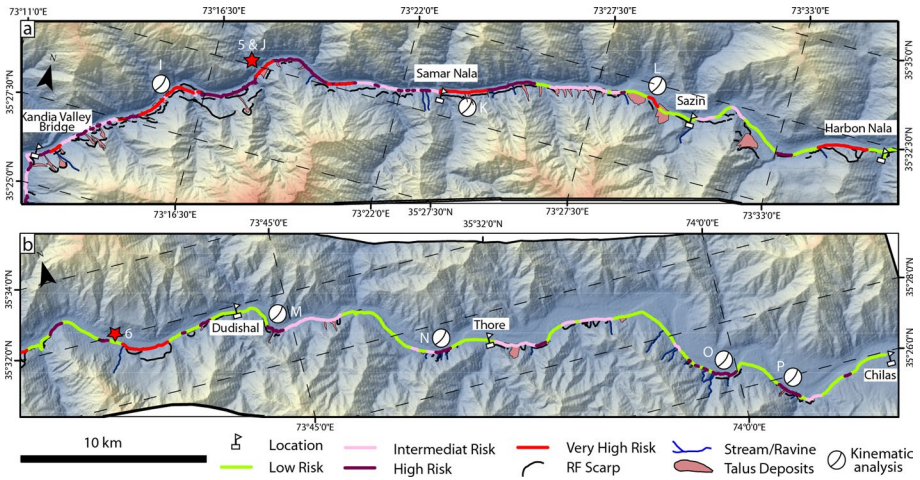 73°11'0"E
73°16'30"E
73°22'0"E
73°27'30"E
73°33'0"E
a
5 & J
N
I
Samar Nala
K
L
Sazin
Kandia Valley
Bridge
Harbon Nala
35°27'30"N
35°25'0"N
35°35'0"N
35°32'30"N
73°16'30"E
73°22'0"E
35°27'30"N
73°27'30"E
73°33'0"E
73°45'0"E
35°32'0"N
74°0'0"E
b
N
6
Dudishal
M
N
Thore
O
P
Chilas
35°34'0"N
35°32'0"N
35°28'0"N
35°26'0"N
73°45'0"E
74°0'0"E
10 km
Location
Intermediat Risk
Very High Risk
Stream/Ravine
Kinematic
analysis
Low Risk
High Risk
RF Scarp
Talus Deposits